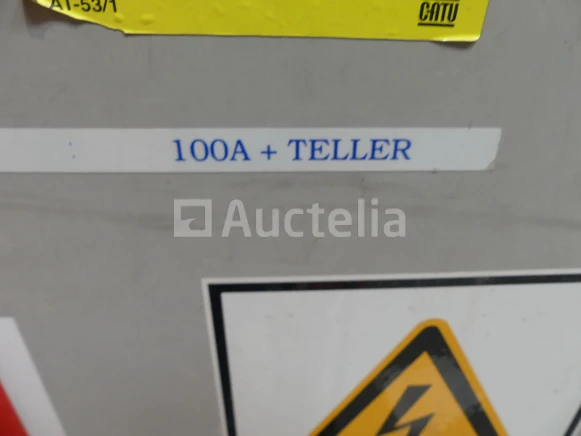 AT-53/1
CATU
100A + TELLER
Auctelia